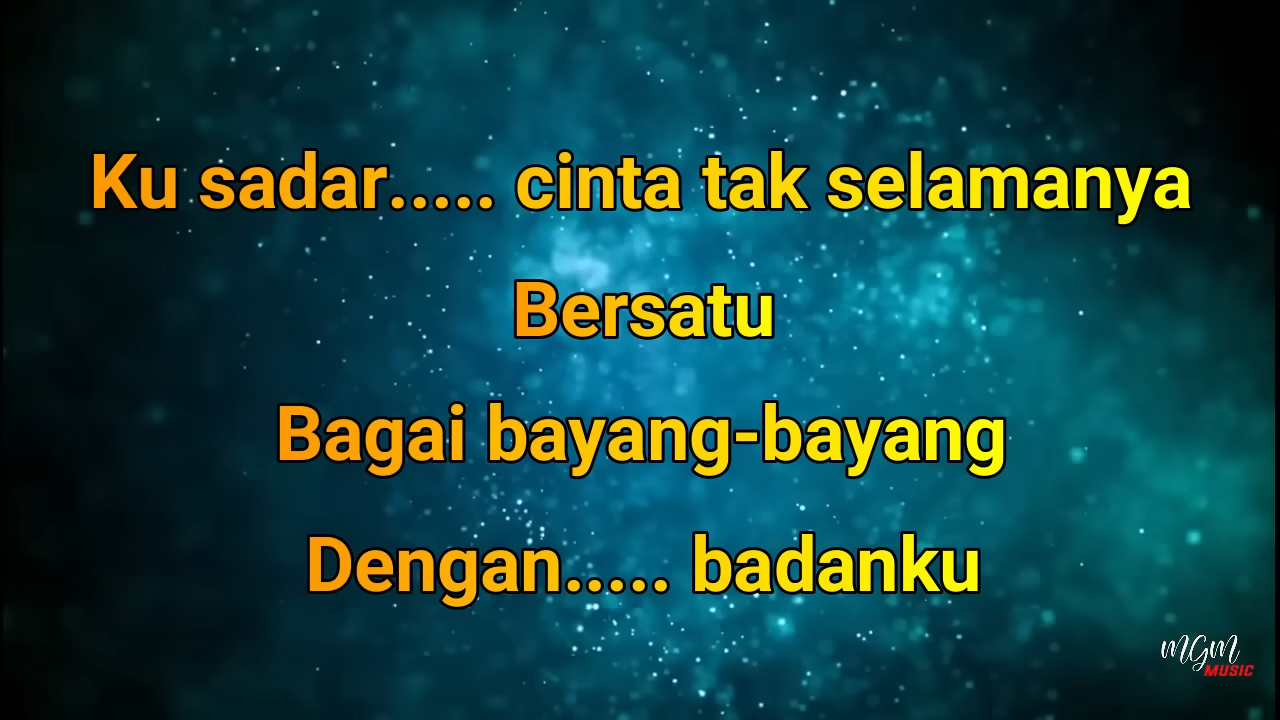 Ku sadar..... cinta tak selamanya
Bersatu
Bagai bayang-bayang
Dengan..... badanku
MGM
MUSIC